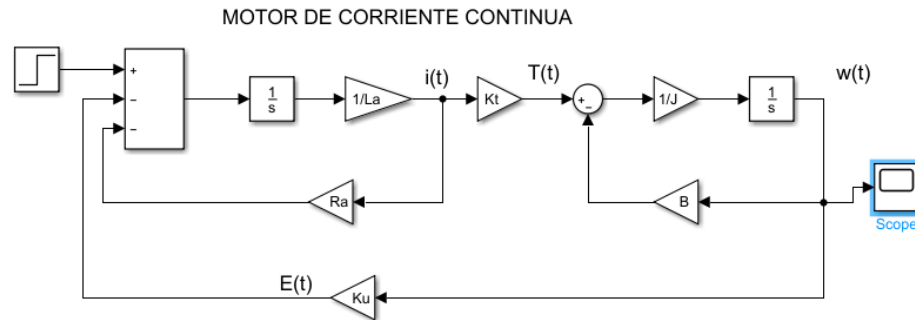 MOTOR DE CORRIENTE CONTINUA
+
−
−
1
s
1/La
i(t)
Kt
T(t)
+
−
1/J
1
s
w(t)
Ra
B
Scope
E(t)
Ku